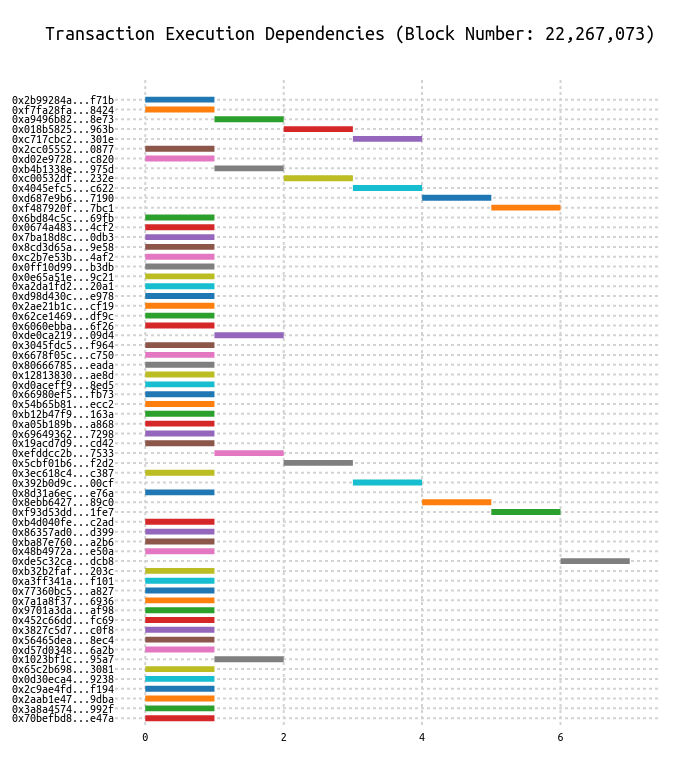 Transaction Execution Dependencies (Block Number: 22,267,073)
0x2b99284a...f71b
0xf7fa28fa...8424
0xa9496b82...8e73
0x018b5825...963b
0xc717cbc2...301e
0x2cc05552...0877
0xd02e9728...c820
0xb4b1338e...975d
0xc00532df...232e
0x4045efc5...c622
0xd687e9b6...7190
0xf487920f...7bc1
0x6bd84c5c...69fb
0x0674a483...4cf2
0x7ba18d8c...0db3
0x8cd3d65a...9e58
0xc2b7e53b...4af2
0x0ff10d99...b3db
0x0e65a51e...9c21
0xa2da1fd2...20a1
0xd98d430c...e978
0x2ae21b1c...cf19
0x62ce1469...df9c
0x6060ebba...6f26
0xde0ca219...09d4
0x3045fdc5...f964
0x6678f05c...c750
0x80666785...eada
0x12813830...ae8d
0xd0aceff9...8ed5
0x66980ef5...fb73
0x54b65b81...ecc2
0xb12b47f9...163a
0xa05b189b...a868
0x69649362...7298
0x19acd7d9...cd42
0xefddcc2b...7533
0x5cbf01b6...f2d2
0x3ec618c4...c387
0x392b0d9c...00cf
0x8d31a6ec...e76a
0x8ebb6427...89c0
0xf93d53dd...1fe7
0xb4d040fe...c2ad
0x86357ad0...d399
0xba87e760...a2b6
0x48b4972a...e50a
0xde5c32ca...dcb8
0xb32b2faf...203c
0xa3ff341a...f101
0x77360bc5...a827
0x7a1a8f37...6936
0x9701a3da...af98
0x452c66dd...fc69
0x3827c5d7...c0f8
0x56465dea...8ec4
0xd57d0348...6a2b
0x1023bf1c...95a7
0x65c2b698...3081
0x0d30eca4...9238
0x2c9ae4fd...f194
0x2aab1e47...9dba
0x3a8a4574...992f
0x70befbd8...e47a
0 2 4 6